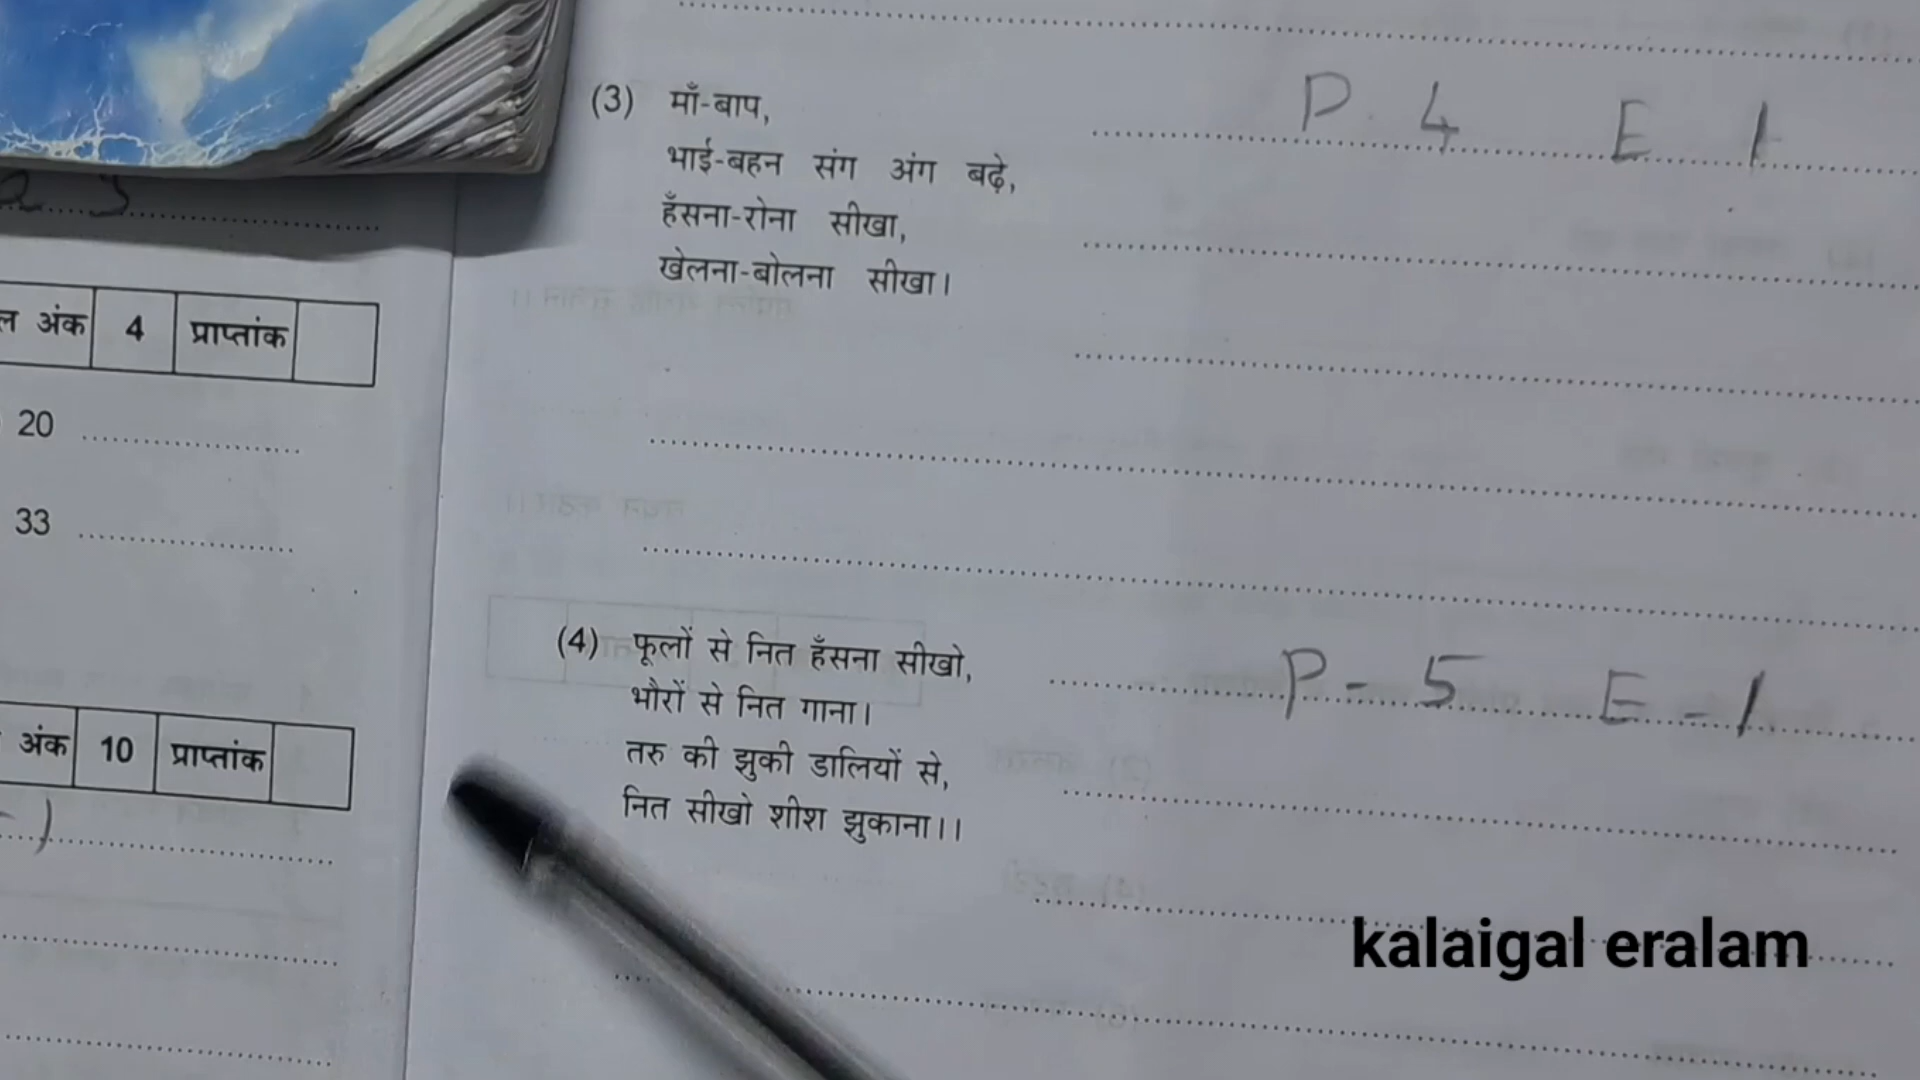 (3) माँ-बाप,
भाई-बहन संग अंग बढ़े,
हँसना-रोना सीखा,
खेलना-बोलना सीखा।
P. 4 E 1
अंक 4 प्राप्तांक
20
33
(4) फूलों से नित हँसना सीखो,
भौरों से नित गाना।
तरु की झुकी डालियों से,
नित सीखो शीश झुकाना।।
P - 5 E - 1
अंक 10 प्राप्तांक
kalaigal eralam